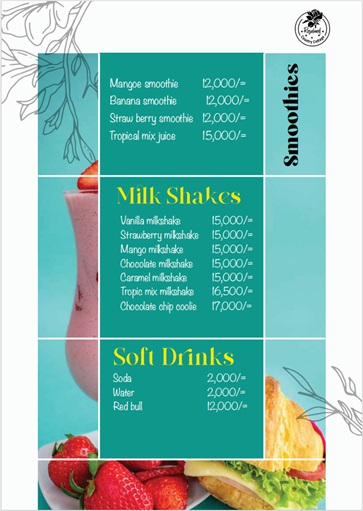 Smoothies
Mangoe smoothie 12,000/=
Banana smoothie 12,000/=
Straw berry smoothie 12,000/=
Tropical mix juice 15,000/=
Milk Shakes
Vanilla milkshake 15,000/=
Strawberry milkshake 15,000/=
Mango milkshake 15,000/=
Chocolate milkshake 15,000/=
Caramel milkshake 15,000/=
Tropic mix milkshake 16,500/=
Chocolate chip coolie 17,000/=
Soft Drinks
Soda 2,000/=
Water 2,000/=
Red bull 12,000/=